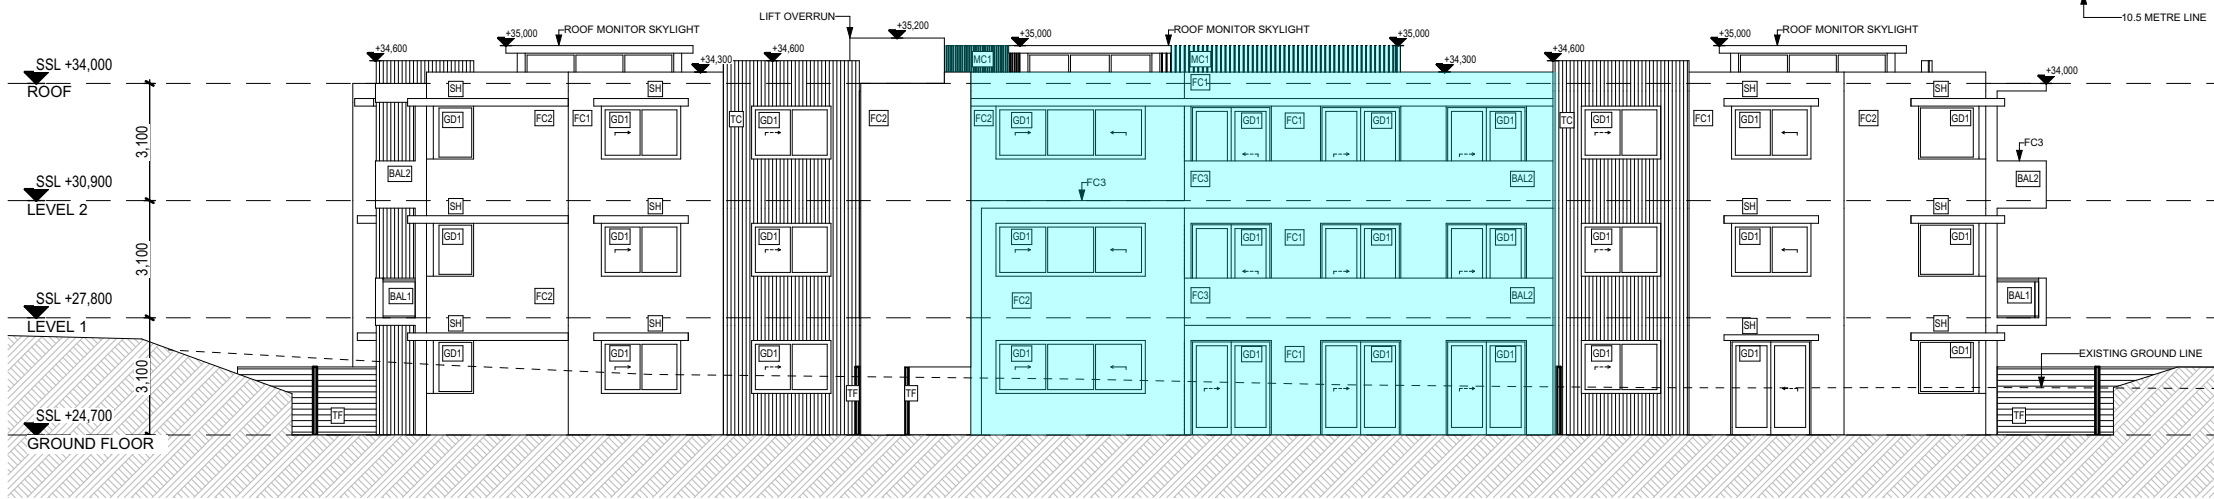 10.5 METRE LINE
LIFT OVERRUN
+35,200
+35,000
ROOF MONITOR SKYLIGHT
+35,000
ROOF MONITOR SKYLIGHT
+35,000
+35,000
ROOF MONITOR SKYLIGHT
+34,600
+34,300
+34,600
MC1
MC1
+34,300
+34,600
+34,000
SSL +34,000
ROOF
SH
SH
FC1
SH
SH
GD1
FC2
FC1
GD1
TC
GD1
FC2
FC2
GD1
GD1
FC1
GD1
GD1
TC
GD1
FC1
GD1
FC2
GD1
3,100
FC3
BAL2
FC3
BAL2
BAL2
SSL +30,900
LEVEL 2
FC3
SH
SH
SH
SH
GD1
GD1
GD1
GD1
GD1
FC1
GD1
GD1
GD1
GD1
GD1
3,100
BAL1
FC2
FC2
FC3
BAL2
BAL1
SSL +27,800
LEVEL 1
SH
SH
SH
SH
GD1
GD1
GD1
GD1
GD1
FC1
GD1
GD1
GD1
GD1
GD1
EXISTING GROUND LINE
3,100
TF
TF
TF
TF
SSL +24,700
GROUND FLOOR